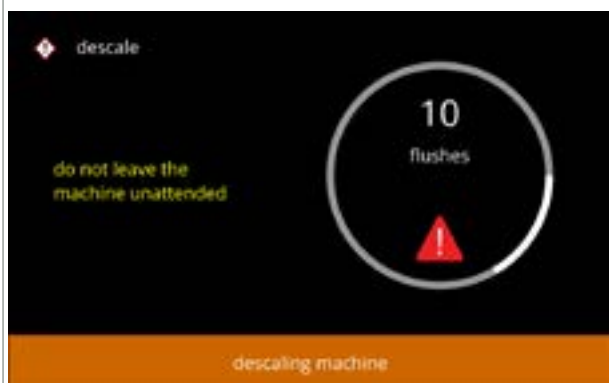 descale
10
flushes
do not leave the
machine unattended
!
descaling machine